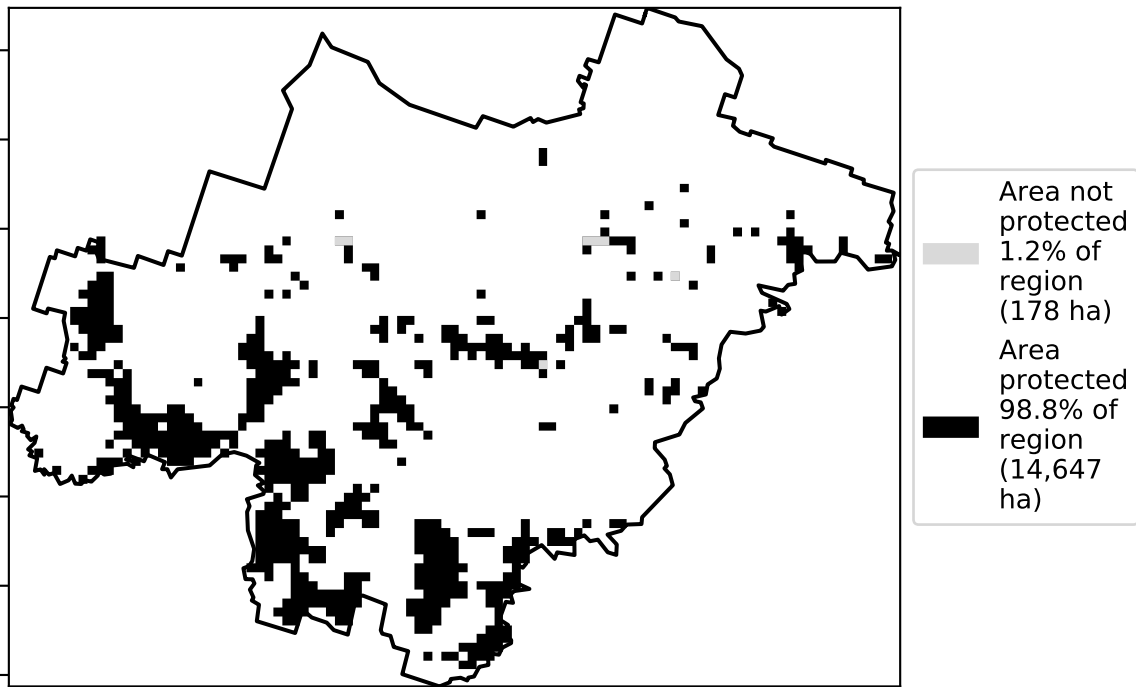 Area not
protected
1.2% of
region
(178 ha)
Area
protected
98.8% of
region
(14,647
ha)